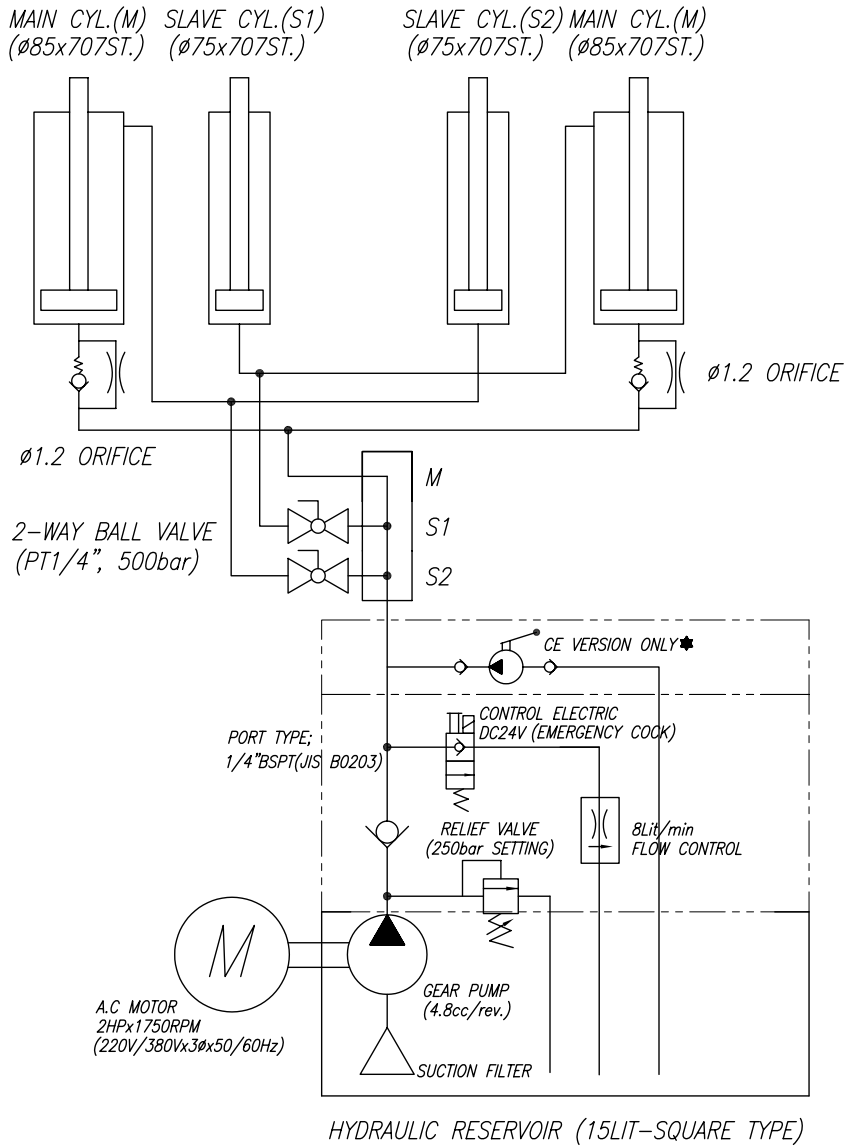 MAIN CYL.(M) SLAVE CYL.(S1) SLAVE CYL.(S2) MAIN CYL.(M)
(ø85x707ST.) (ø75x707ST.) (ø75x707ST.) (ø85x707ST.)
ø1.2 ORIFICE
ø1.2 ORIFICE
M
2-WAY BALL VALVE
(PT1/4", 500bar)
S1
S2
CE VERSION ONLY
CONTROL ELECTRIC
DC24V (EMERGENCY COCK)
PORT TYPE;
1/4"BSPT(JIS B0203)
RELIEF VALVE
(250bar SETTING)
8Lit/min
FLOW CONTROL
M
GEAR PUMP
(4.8cc/rev.)
A.C MOTOR
2HPx1750RPM
(220V/380Vx3øx50/60Hz)
SUCTION FILTER
HYDRAULIC RESERVOIR (15LIT-SQUARE TYPE)